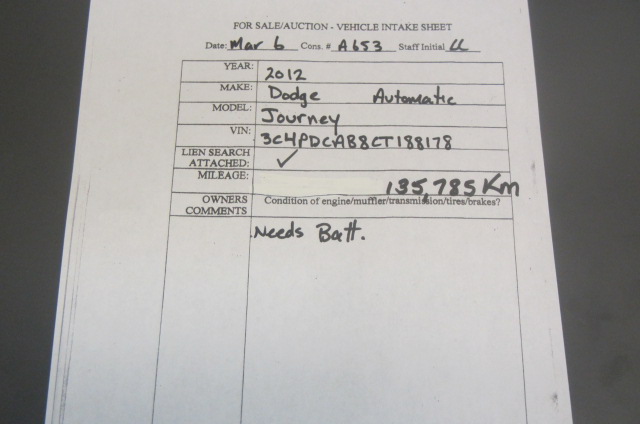 FOR SALE/AUCTION - VEHICLE INTAKE SHEET
Date: Mar 6 Cons. # A653 Staff Initial LL
YEAR: 2012
MAKE: Dodge Automatic
MODEL: Journey
VIN: 3C4PDCAB8CT188178
LIEN SEARCH
ATTACHED: ✓
MILEAGE: 135,785 Km
OWNERS Condition of engine/muffler/transmission/tires/brakes?
COMMENTS
Needs Batt.